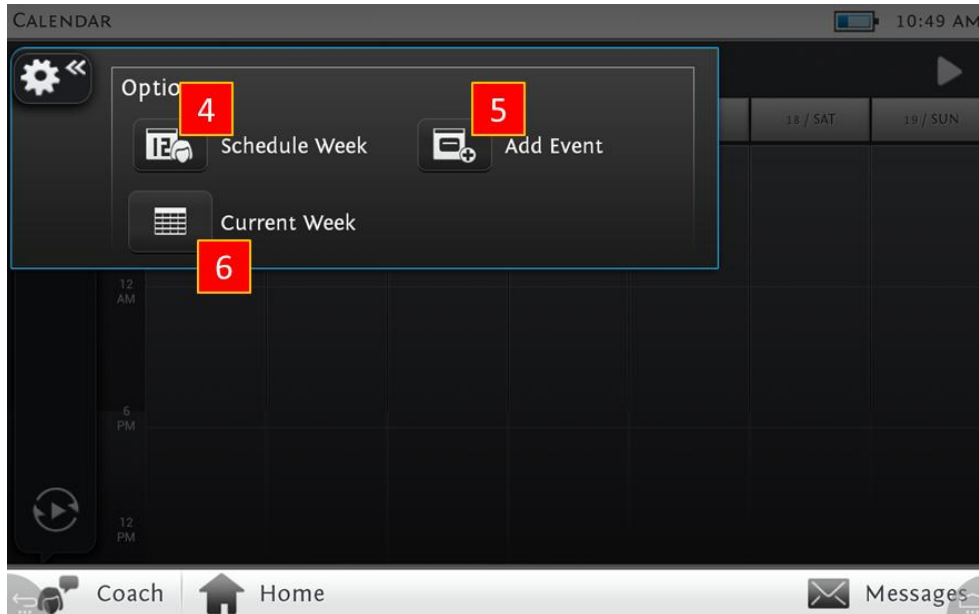 CALENDAR 10:49 AM
Optio
4 5
12 Schedule Week Add Event
Current Week
6
18 / SAT 19 / SUN
12
AM
6
PM
12
PM
Coach Home Messages